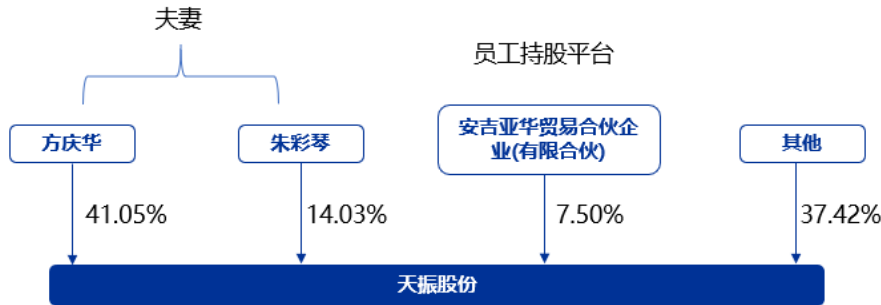 夫妻
员工持股平台
方庆华
朱彩琴
安吉亚华贸易合伙企
业(有限合伙)
其他
41.05%
14.03%
7.50%
37.42%
天振股份